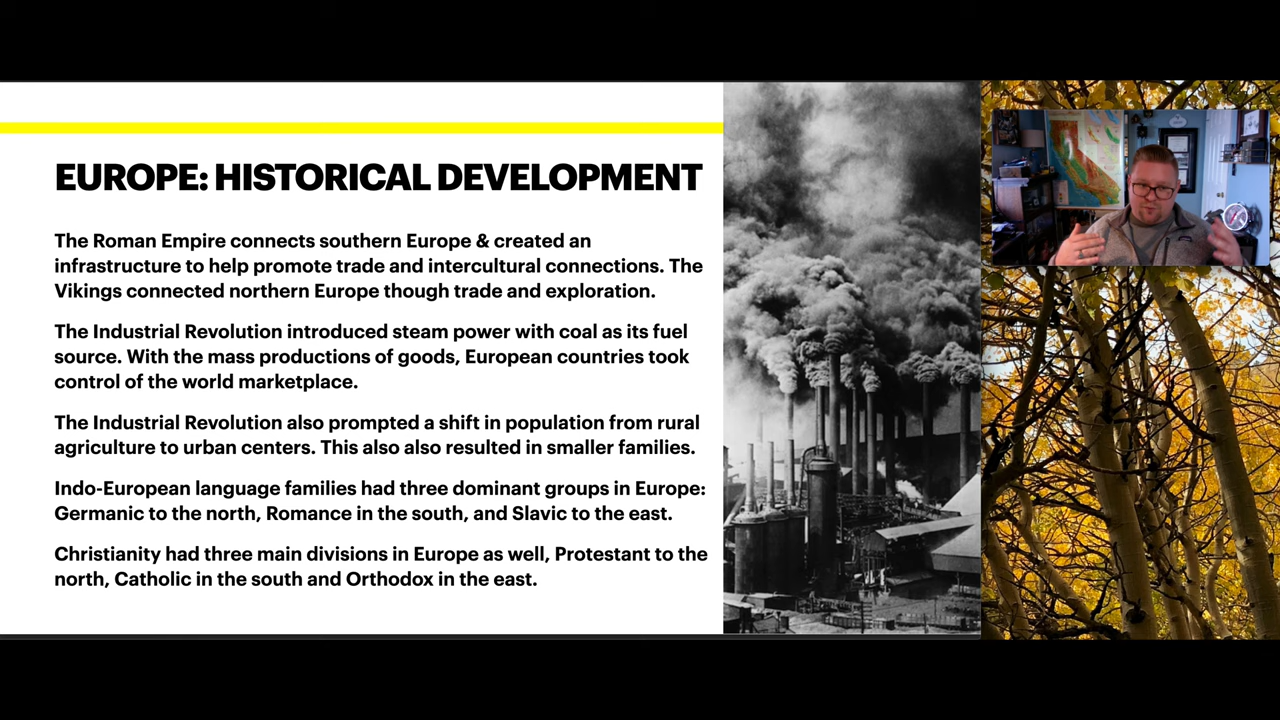 EUROPE: HISTORICAL DEVELOPMENT
The Roman Empire connects southern Europe & created an
infrastructure to help promote trade and intercultural connections. The
Vikings connected northern Europe though trade and exploration.
The Industrial Revolution introduced steam power with coal as its fuel
source. With the mass productions of goods, European countries took
control of the world marketplace.
The Industrial Revolution also prompted a shift in population from rural
agriculture to urban centers. This also also resulted in smaller families.
Indo-European language families had three dominant groups in Europe:
Germanic to the north, Romance in the south, and Slavic to the east.
Christianity had three main divisions in Europe as well, Protestant to the
north, Catholic in the south and Orthodox in the east.